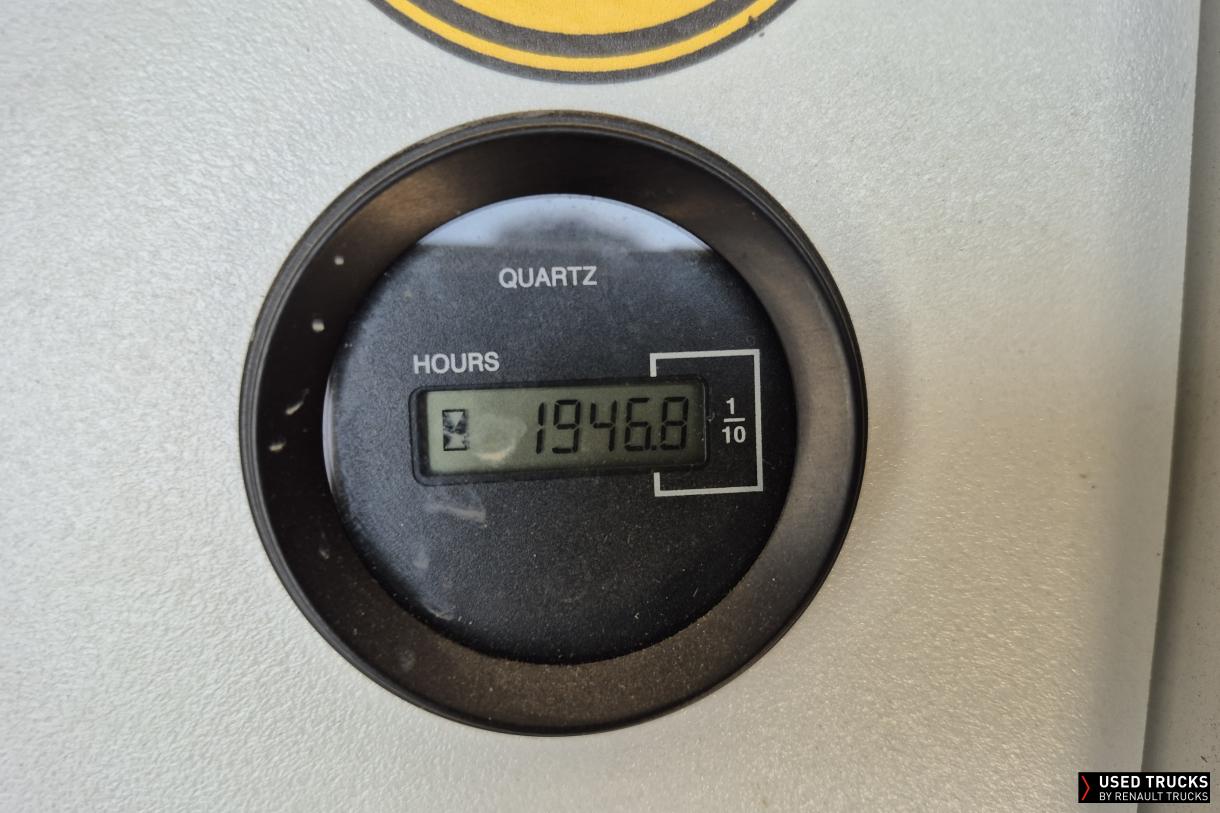 QUARTZ
HOURS
1946.8
1
10
USED TRUCKS
BY RENAULT TRUCKS